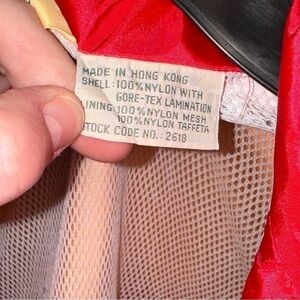 MADE IN HONG KONG
SHELL: 100% NYLON WITH
GORE-TEX LAMINATION
LINING: 100% NYLON MESH
100% NYLON TAFFETA
STOCK CODE NO.: 2618